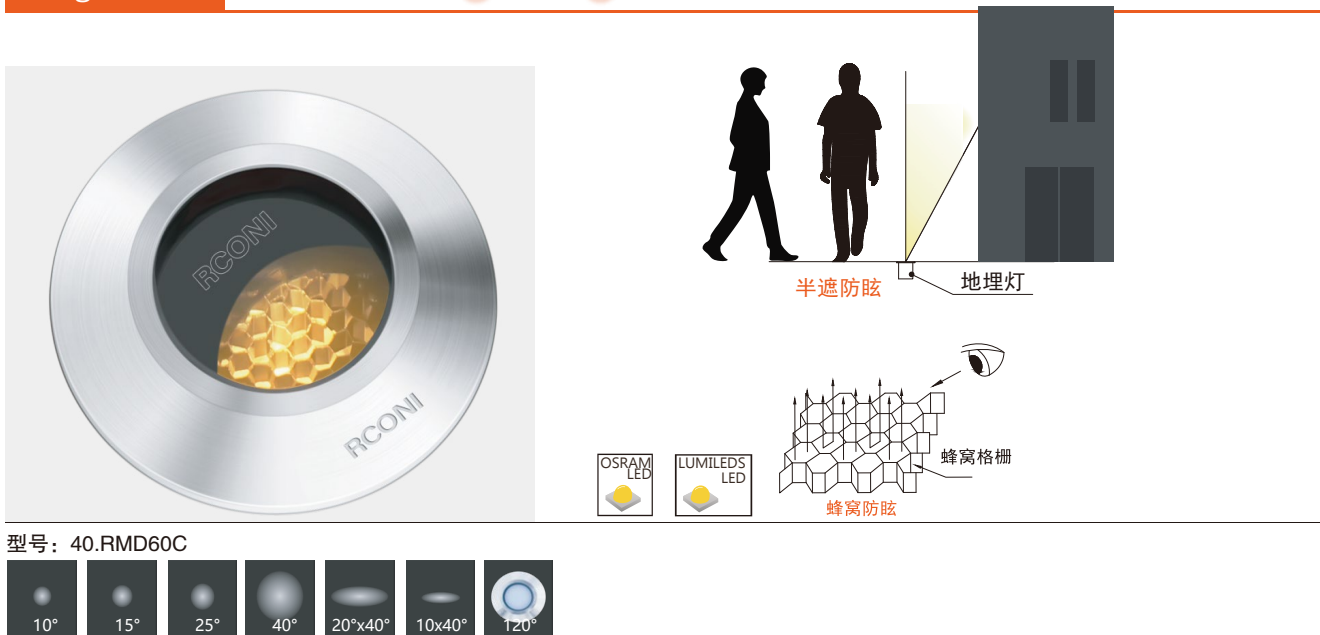 RCONI
RCONI
半遮防眩
地埋灯
OSRAM
LED
LUMILEDS
LED
蜂窝格栅
蜂窝防眩
型号：40.RMD60C
10°
15°
25°
40°
20°x40°
10x40°
120°